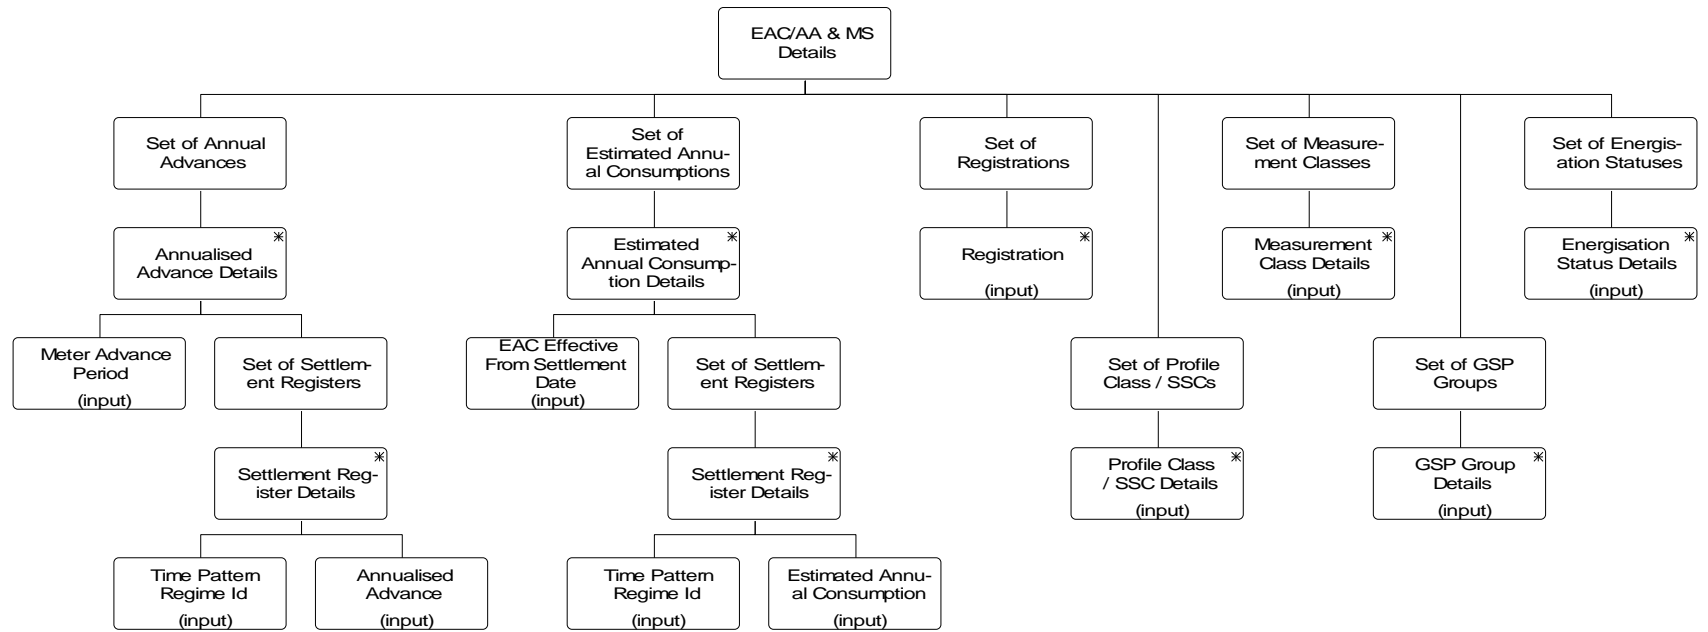 EAC/AA & MS
Details
Set of Annual
Advances
Set of
Estimated Annu-
al Consumptions
Set of
Registrations
Set of Measure-
ment Classes
Set of Energis-
ation Statuses
Annualised
Advance Details
Estimated
Annual Consump-
tion Details
Registration
(input)
Measurement
Class Details
(input)
Energisation
Status Details
(input)
Meter Advance
Period
(input)
Set of Settlem-
ent Registers
EAC Effective
From Settlement
Date
(input)
Set of Settlem-
ent Registers
Set of Profile
Class / SSCs
Set of GSP
Groups
Settlement Reg-
ister Details
Settlement Reg-
ister Details
Profile Class
/ SSC Details
(input)
GSP Group
Details
(input)
Time Pattern
Regime Id
(input)
Annualised
Advance
(input)
Time Pattern
Regime Id
(input)
Estimated Annu-
al Consumption
(input)